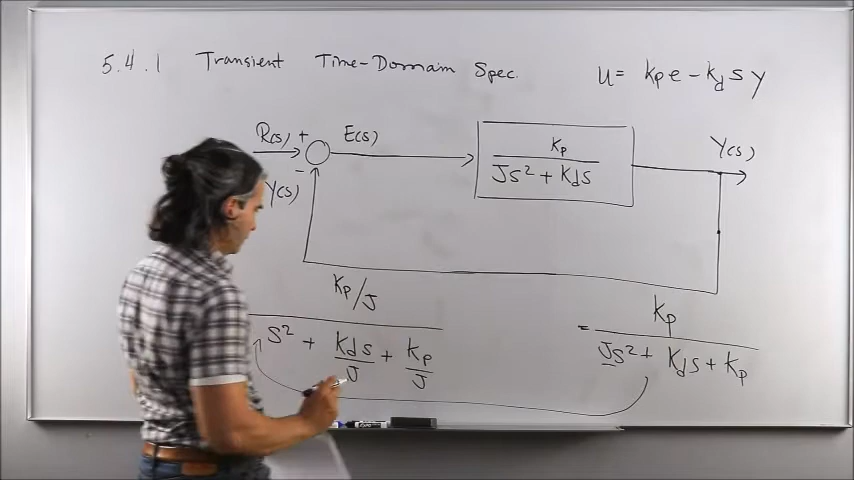 5.4.1 Transient Time-Domain Spec.
u = kpe - kd s y
R(s) + E(s)
- Y(s)
Kp
Js² + Kds
Y(s)
Kp/J
s² + Kds/J + Kp/J
= Kp
Js² + Kds + Kp